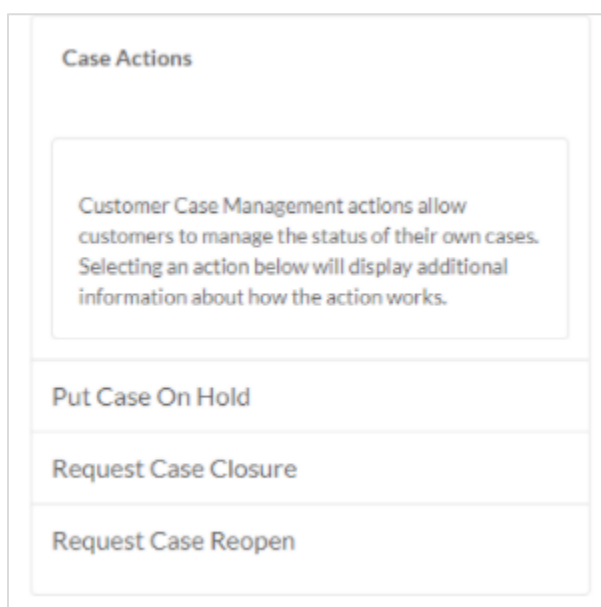 Case Actions
Customer Case Management actions allow
customers to manage the status of their own cases.
Selecting an action below will display additional
information about how the action works.
Put Case On Hold
Request Case Closure
Request Case Reopen